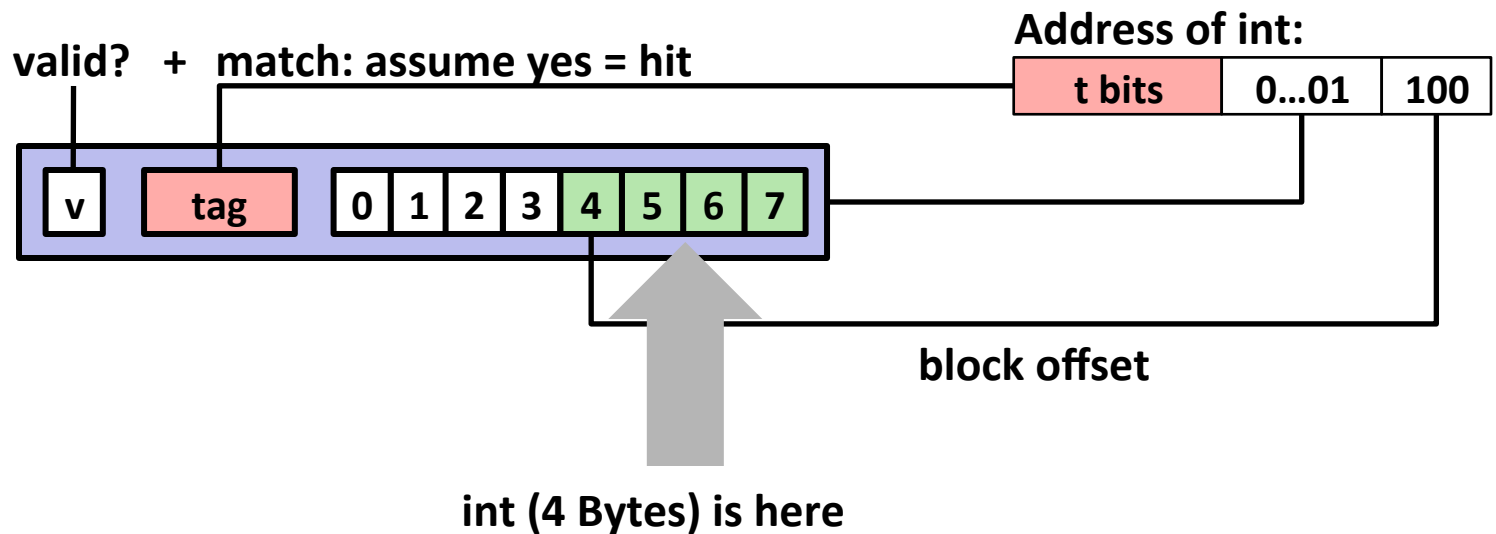 Address of int:
valid? + match: assume yes = hit
t bits 0...01 100
v tag 0 1 2 3 4 5 6 7
block offset
int (4 Bytes) is here